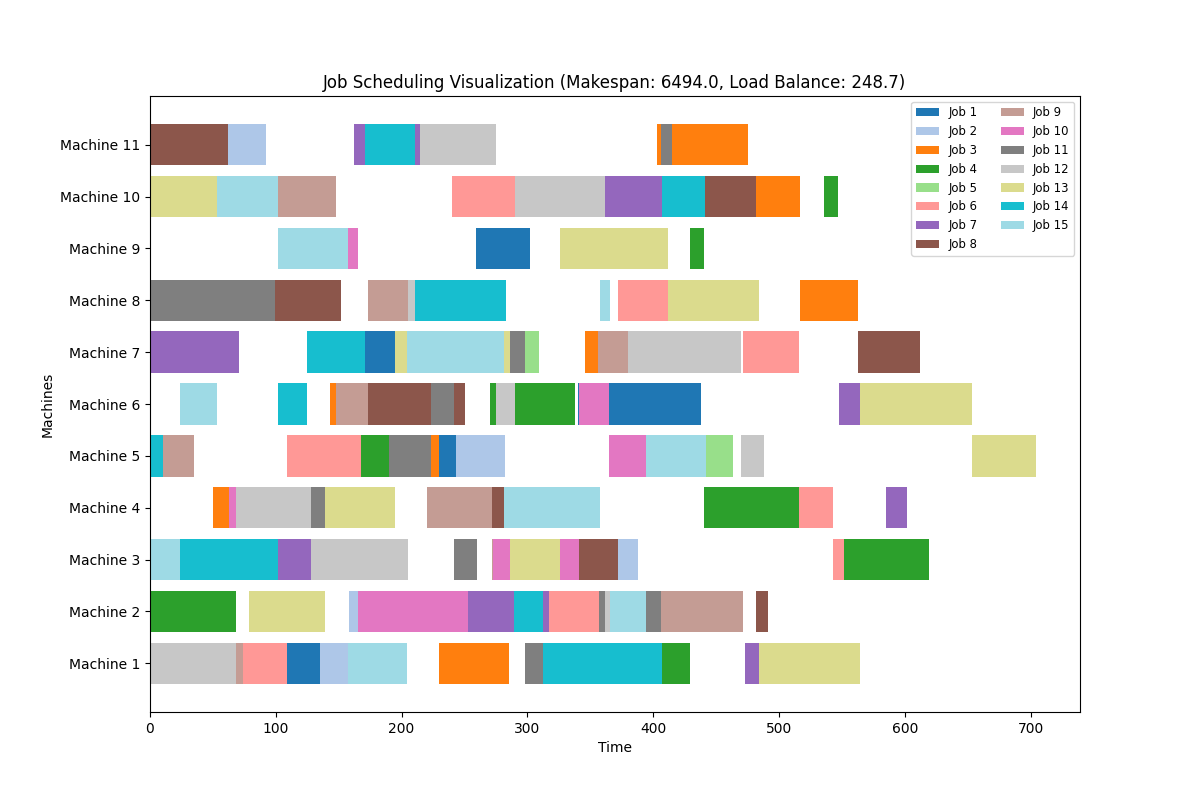 Job Scheduling Visualization (Makespan: 6494.0, Load Balance: 248.7)
Machine 11
Machine 10
Machine 9
Machine 8
Machine 7
Machine 6
Machine 5
Machine 4
Machine 3
Machine 2
Machine 1
Machines
0 100 200 300 400 500 600 700
Time
Job 1
Job 2
Job 3
Job 4
Job 5
Job 6
Job 7
Job 8
Job 9
Job 10
Job 11
Job 12
Job 13
Job 14
Job 15